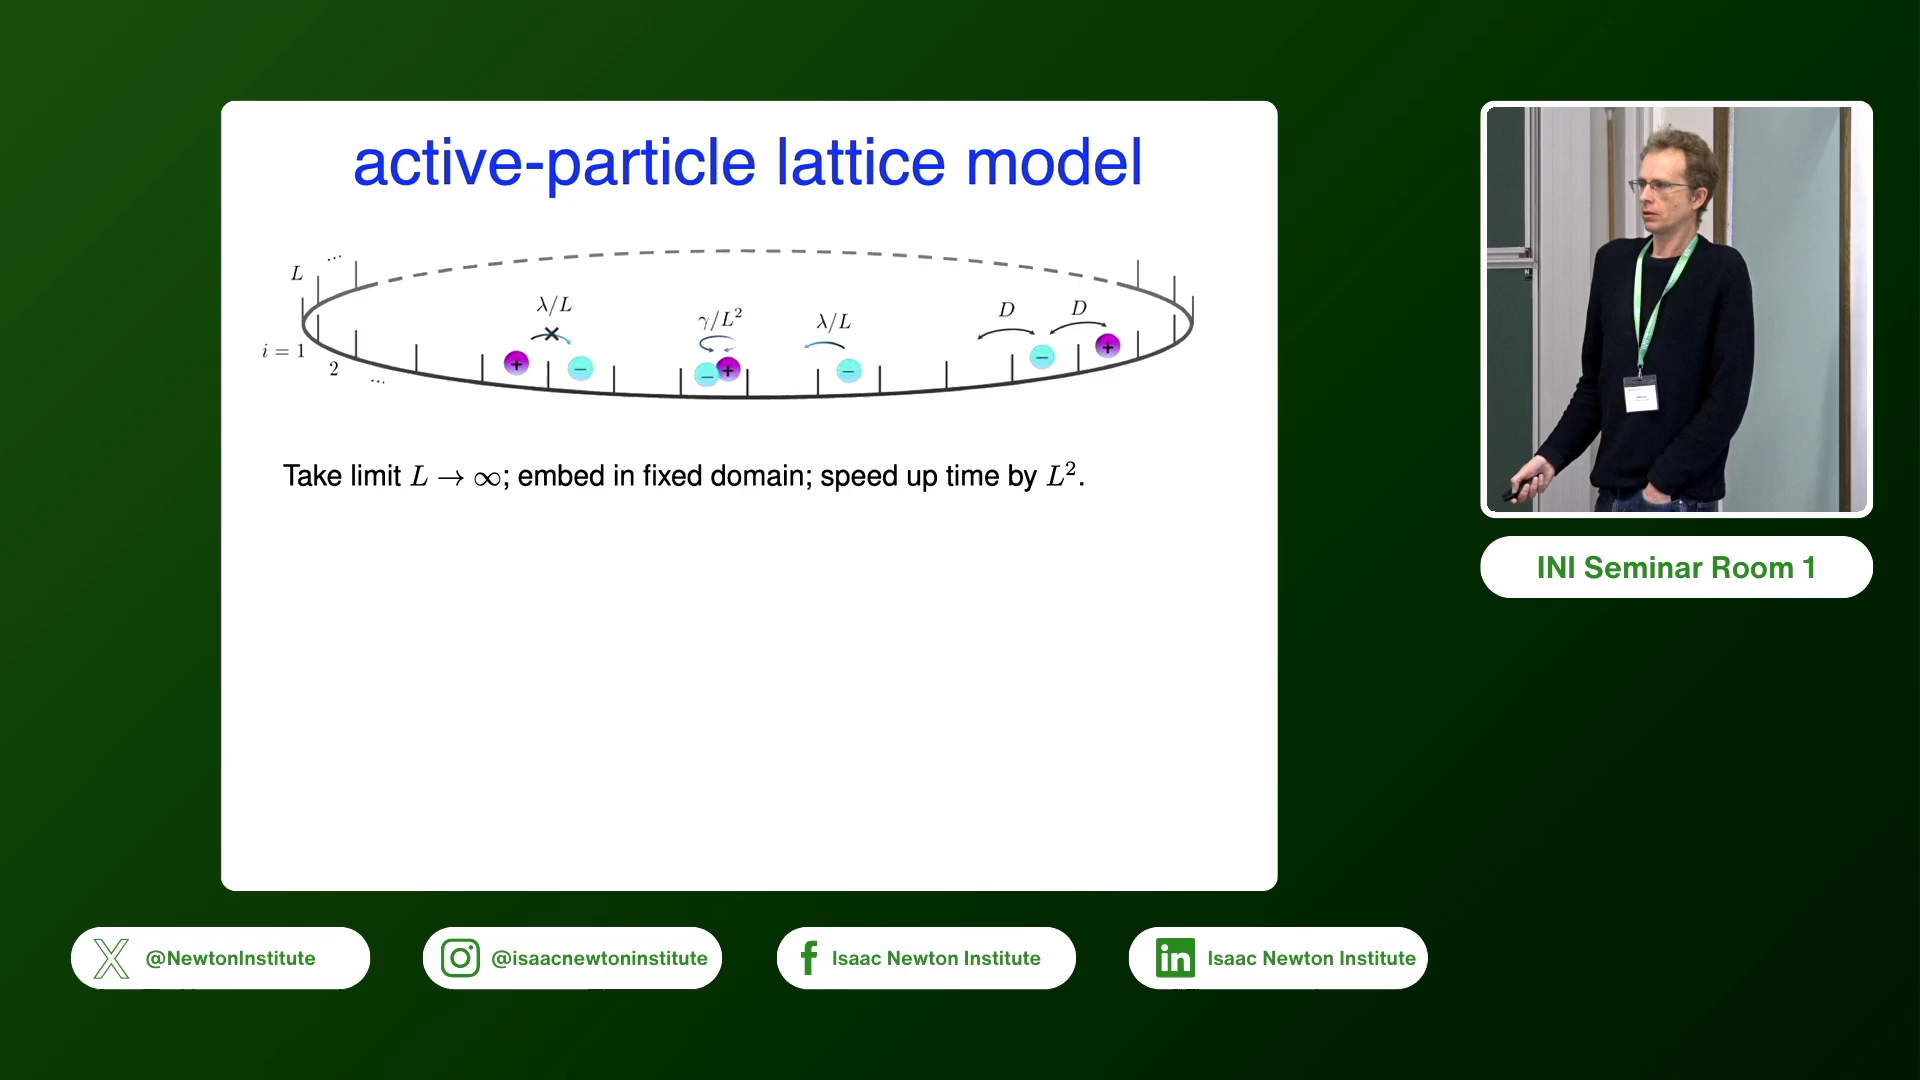 active-particle lattice model
L
...
λ/L
γ/L²
λ/L
D
D
i = 1
2
...
+
−
−
+
−
−
+
Take limit L → ∞; embed in fixed domain; speed up time by L².
INI Seminar Room 1
@NewtonInstitute
@isaacnewtoninstitute
Isaac Newton Institute
Isaac Newton Institute